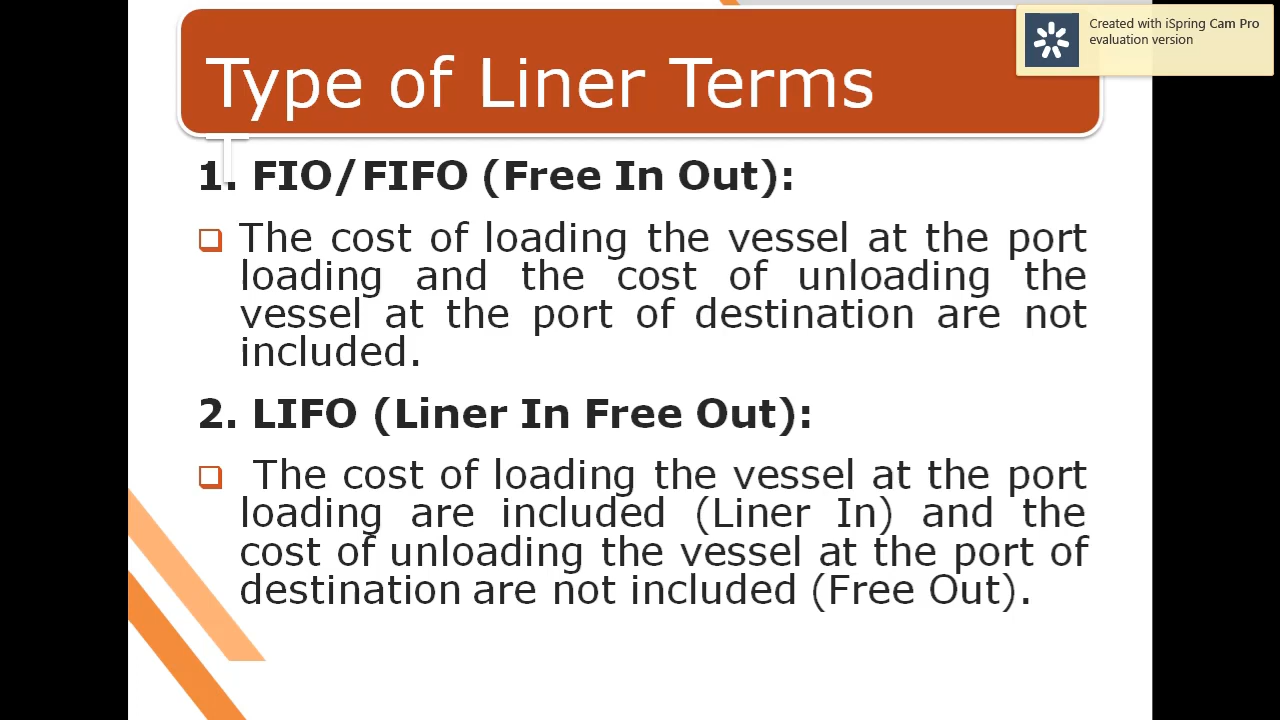 Created with iSpring Cam Pro
evaluation version
Type of Liner Terms
1. FIO/FIFO (Free In Out):
The cost of loading the vessel at the port
loading and the cost of unloading the
vessel at the port of destination are not
included.
2. LIFO (Liner In Free Out):
The cost of loading the vessel at the port
loading are included (Liner In) and the
cost of unloading the vessel at the port of
destination are not included (Free Out).